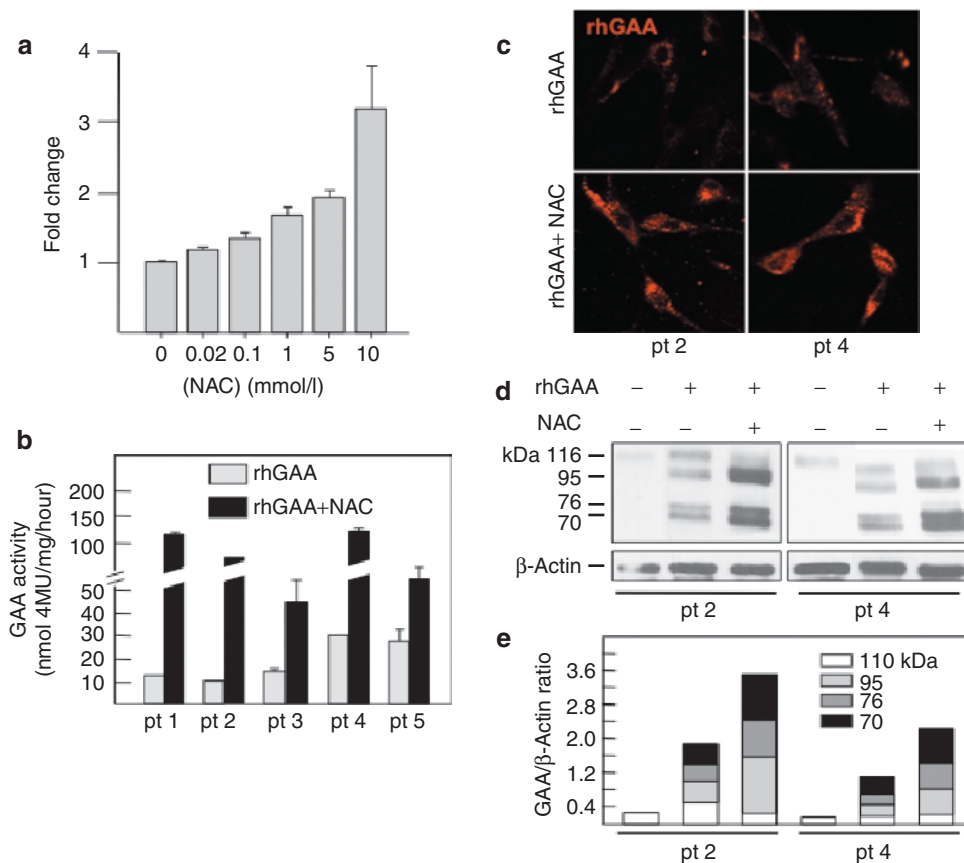 a
4
3
2
1
Fold change
0 0.02 0.1 1 5 10
(NAC) (mmol/l)
b
200
150
100
50
40
30
20
10
GAA activity
(nmol 4MU/mg/hour)
rhGAA
rhGAA+NAC
pt 1 pt 2 pt 3 pt 4 pt 5
c
rhGAA
rhGAA
rhGAA+ NAC
pt 2 pt 4
d
rhGAA – + + – + +
NAC – – + – – +
kDa 116
95
76
70
β-Actin
pt 2 pt 4
e
3.6
2.8
2.0
1.2
0.4
GAA/β-Actin ratio
110 kDa
95
76
70
pt 2 pt 4